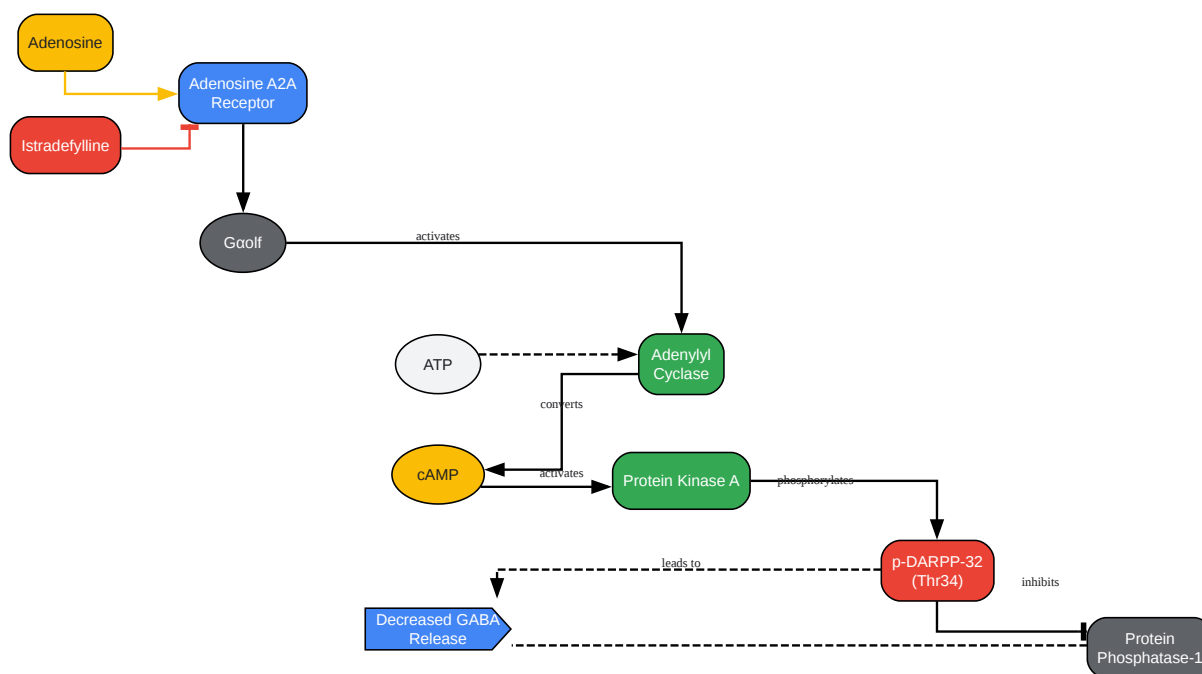 Adenosine
Adenosine A2A
Receptor
Istradefylline
Gαolf
activates
ATP
Adenylyl
Cyclase
converts
cAMP
activates
Protein Kinase A
phosphorylates
p-DARPP-32
(Thr34)
leads to
inhibits
Decreased GABA
Release
Protein
Phosphatase-1